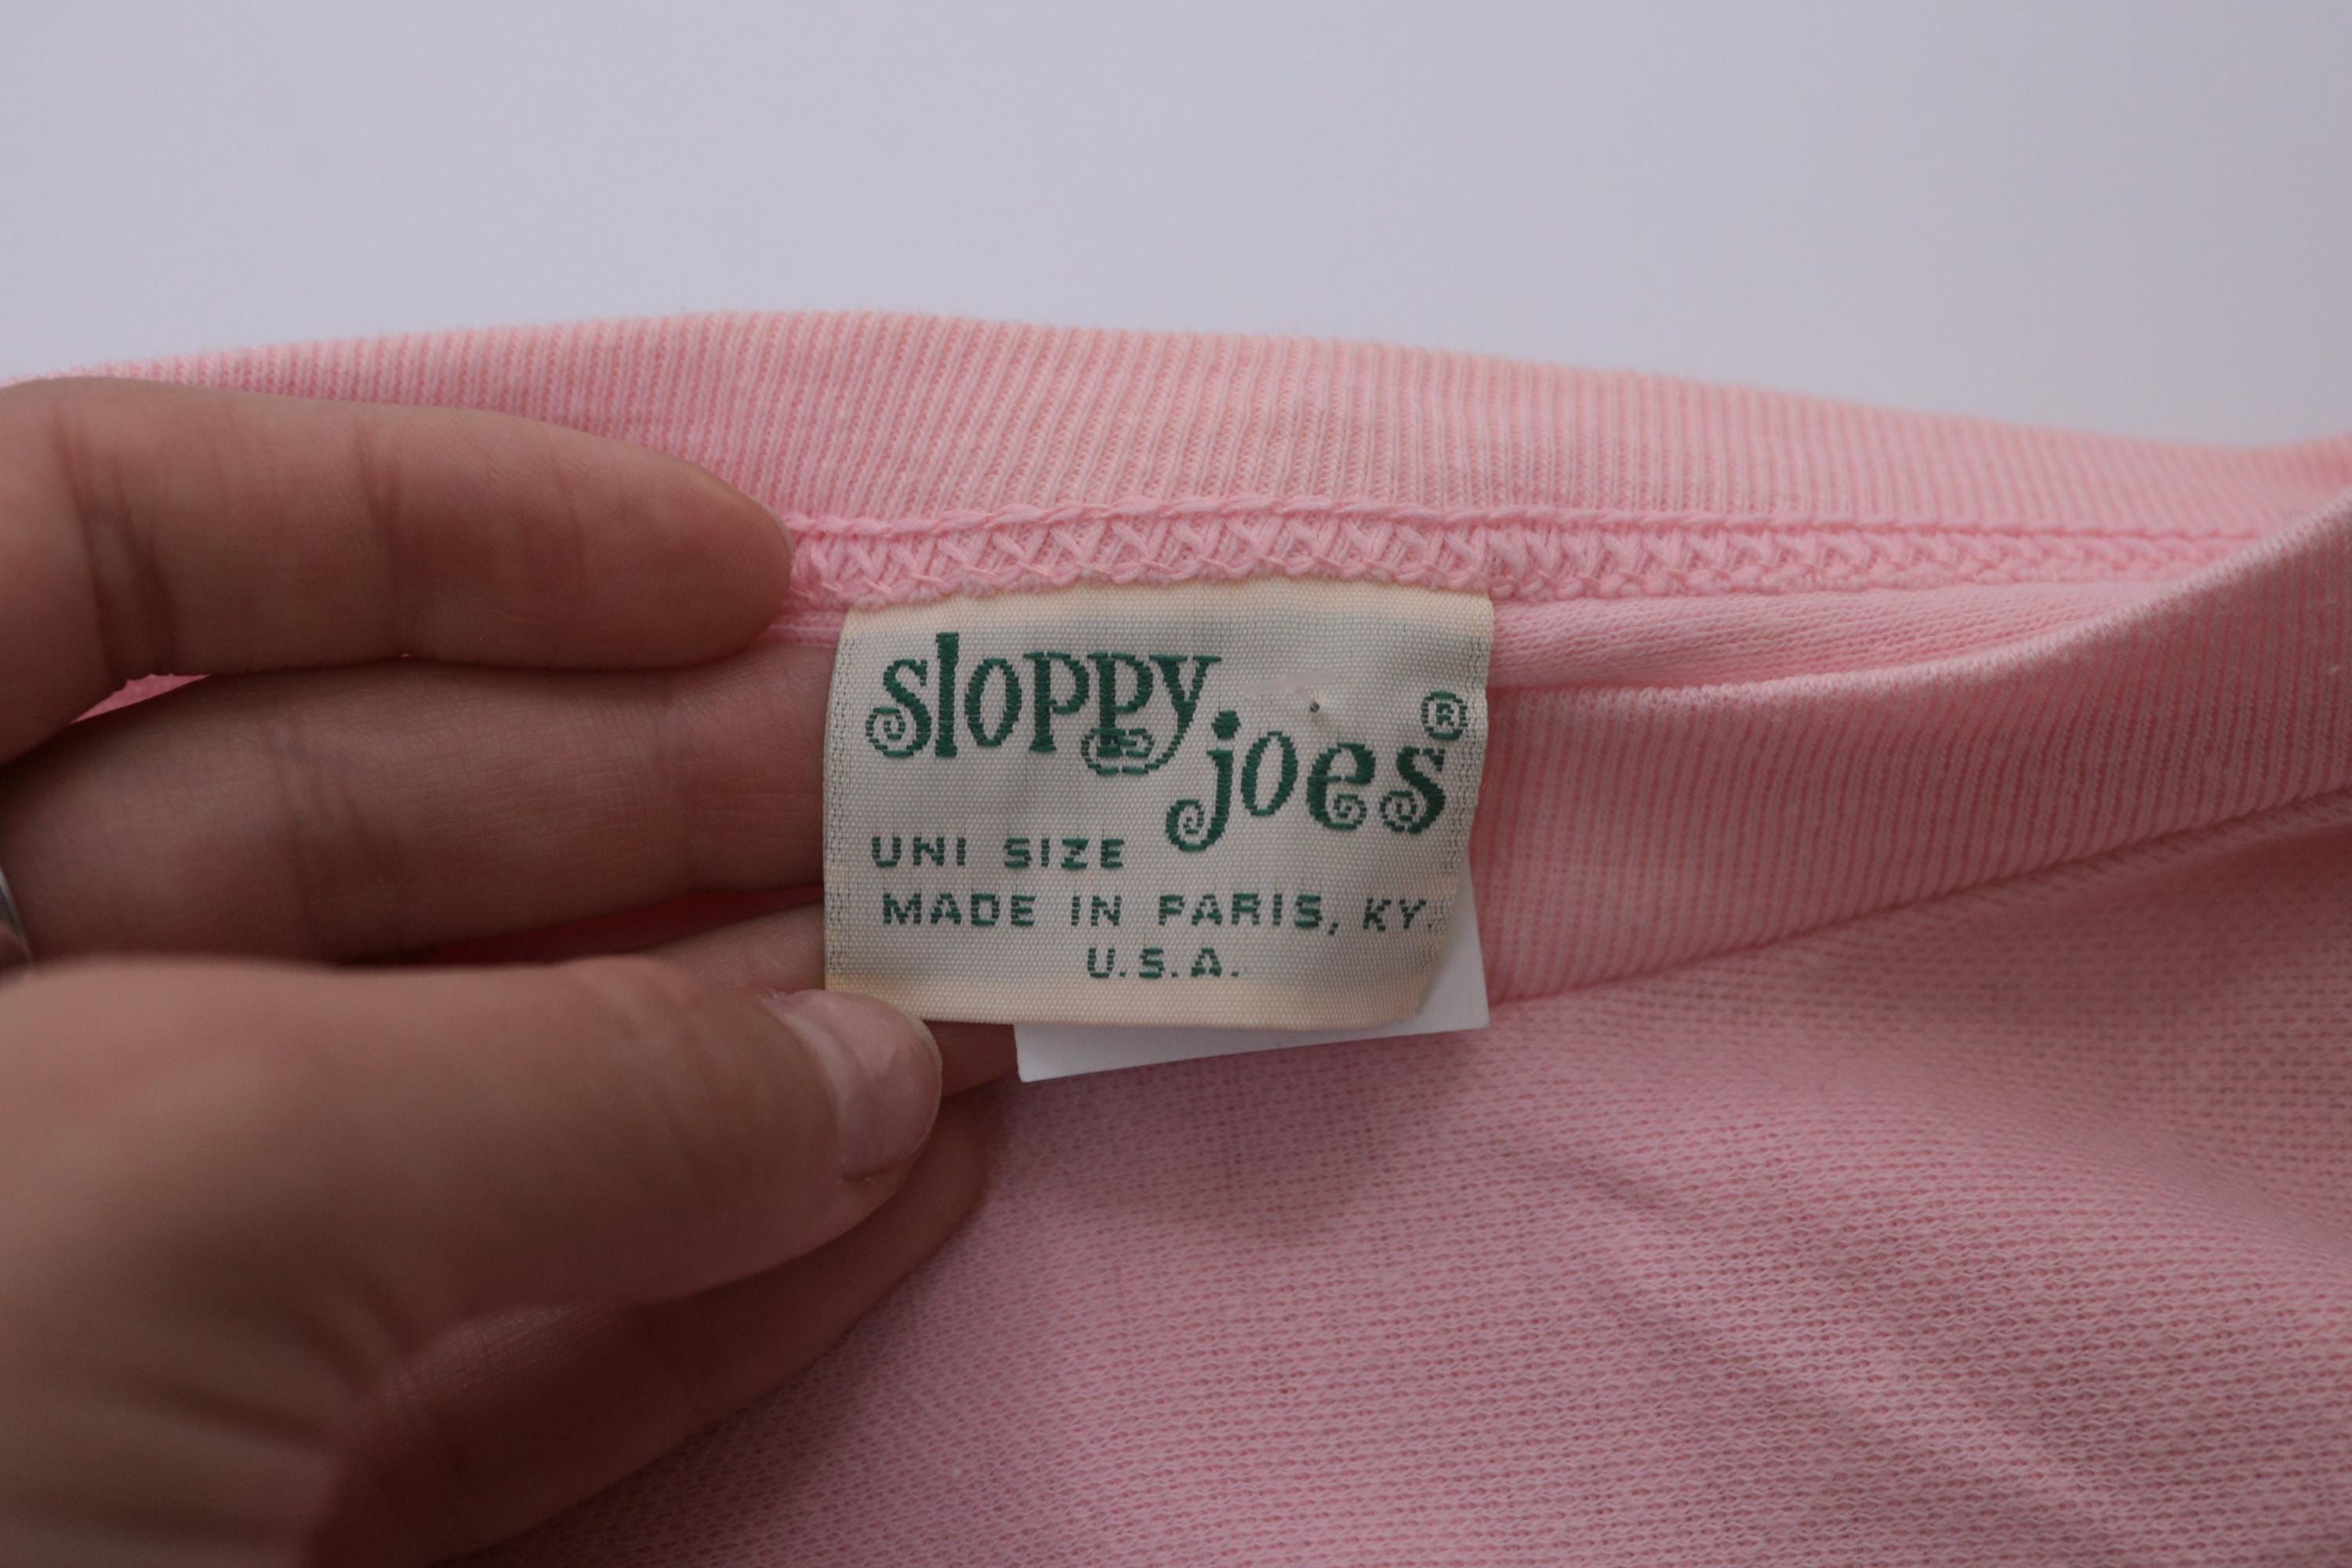 sloppy
joes®
UNI SIZE
MADE IN PARIS, KY.
U.S.A.